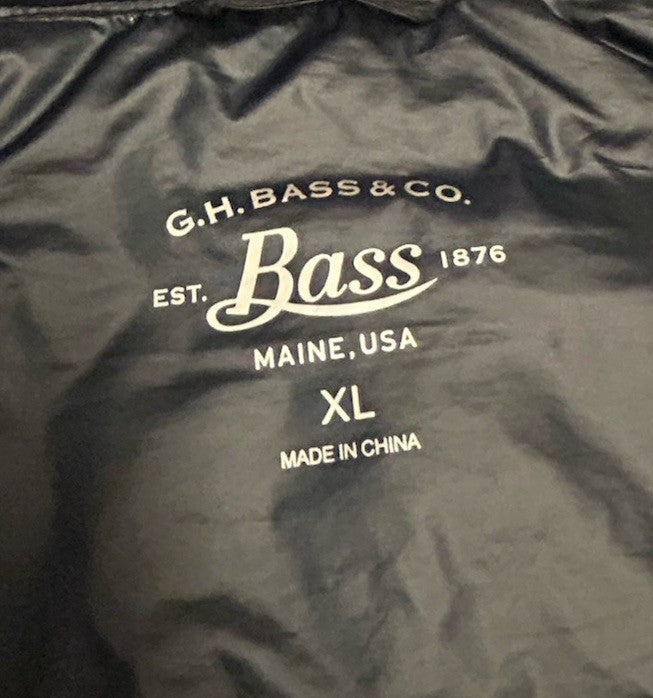 G.H. BASS & CO.
EST. Bass 1876
MAINE, USA
XL
MADE IN CHINA